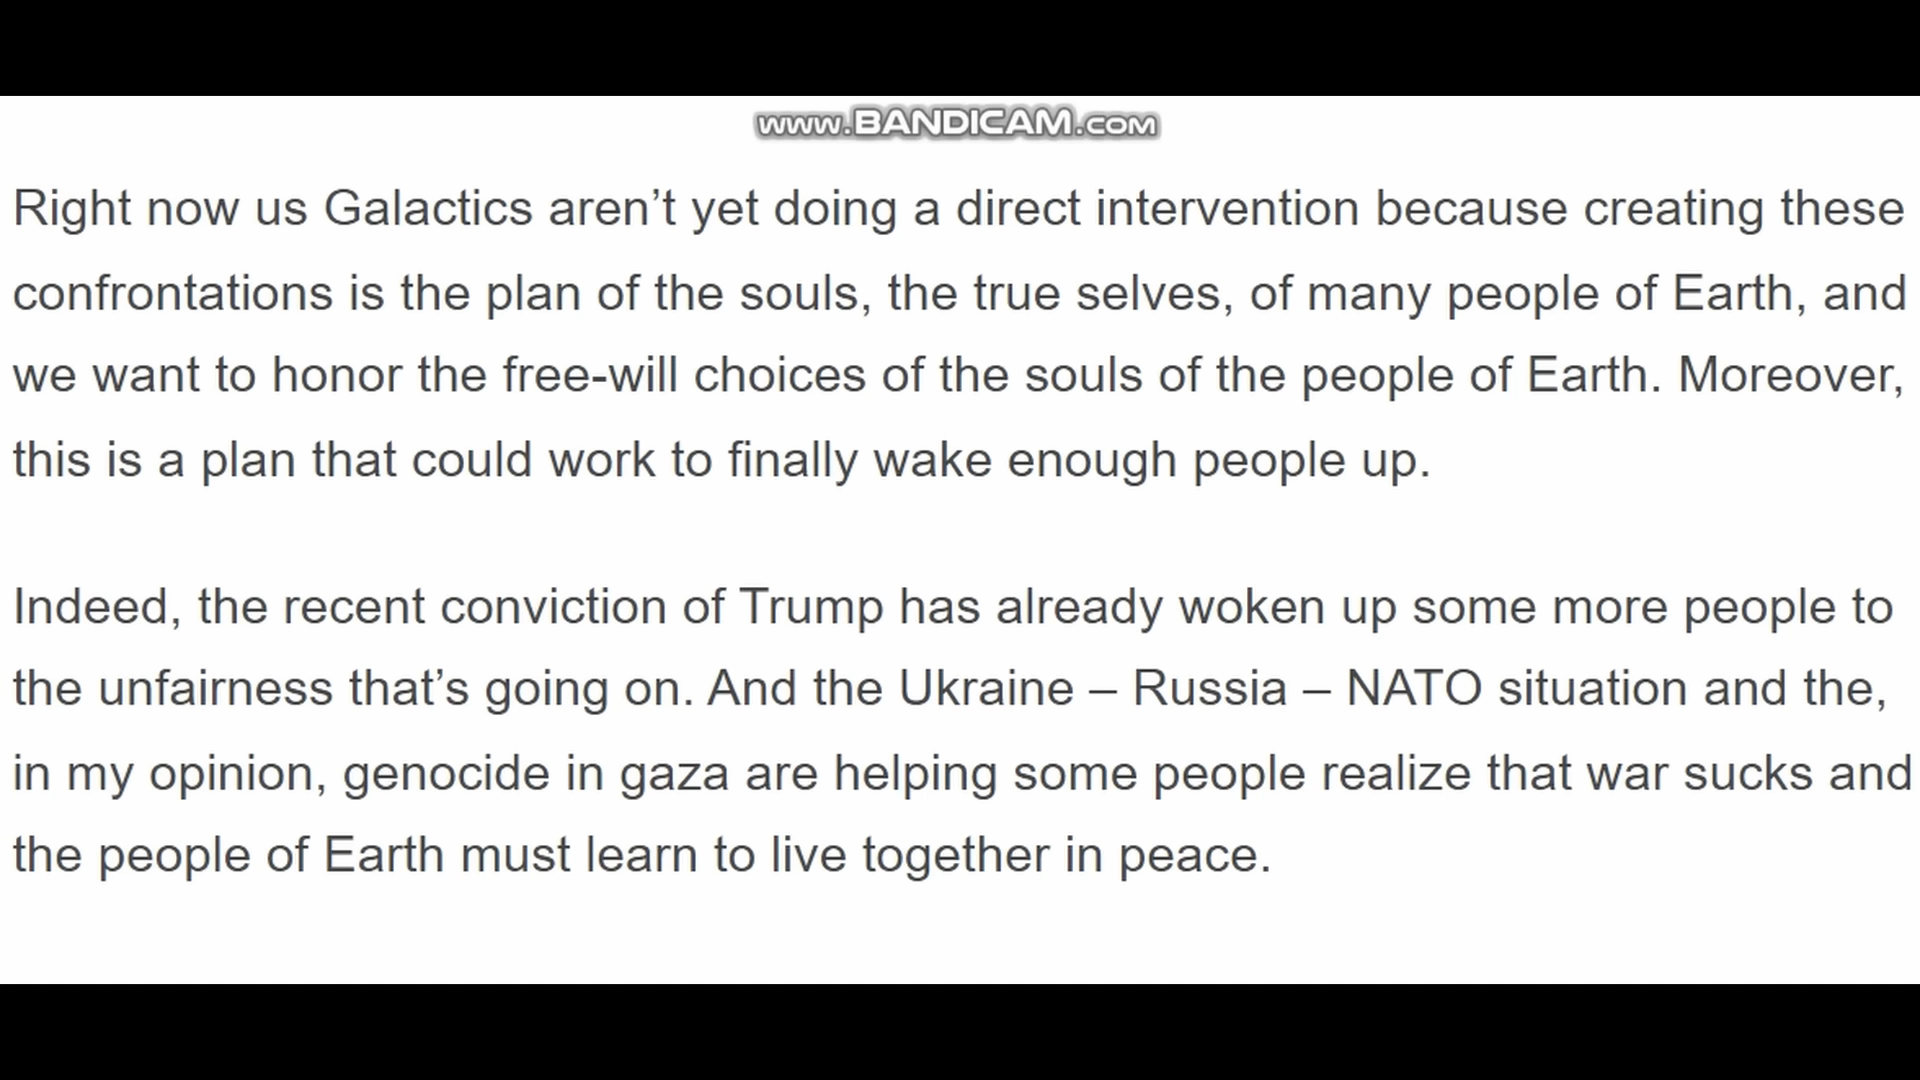 www.BANDICAM.com
Right now us Galactics aren’t yet doing a direct intervention because creating these
confrontations is the plan of the souls, the true selves, of many people of Earth, and
we want to honor the free-will choices of the souls of the people of Earth. Moreover,
this is a plan that could work to finally wake enough people up.
Indeed, the recent conviction of Trump has already woken up some more people to
the unfairness that’s going on. And the Ukraine – Russia – NATO situation and the,
in my opinion, genocide in gaza are helping some people realize that war sucks and
the people of Earth must learn to live together in peace.